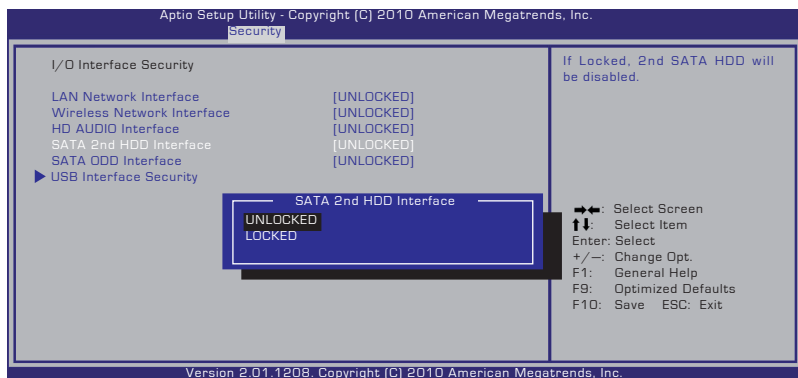 Aptio Setup Utility - Copyright (C) 2010 American Megatrends, Inc.
Security
I/O Interface Security
LAN Network Interface [UNLOCKED]
Wireless Network Interface [UNLOCKED]
HD AUDIO Interface [UNLOCKED]
SATA 2nd HDD Interface [UNLOCKED]
SATA ODD Interface [UNLOCKED]
USB Interface Security
SATA 2nd HDD Interface
UNLOCKED
LOCKED
If Locked, 2nd SATA HDD will
be disabled.
→←: Select Screen
↑↓: Select Item
Enter: Select
+/—: Change Opt.
F1: General Help
F9: Optimized Defaults
F10: Save ESC: Exit
Version 2.01.1208. Copyright (C) 2010 American Megatrends, Inc.